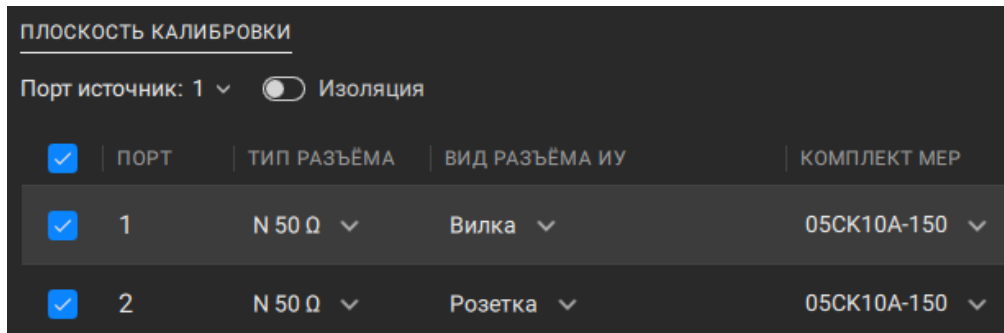 ПЛОСКОСТЬ КАЛИБРОВКИ
Порт источник: 1 Изоляция
ПОРТ ТИП РАЗЪЁМА ВИД РАЗЪЁМА ИУ КОМПЛЕКТ МЕР
1 N 50 Ω Вилка 05CK10A-150
2 N 50 Ω Розетка 05CK10A-150